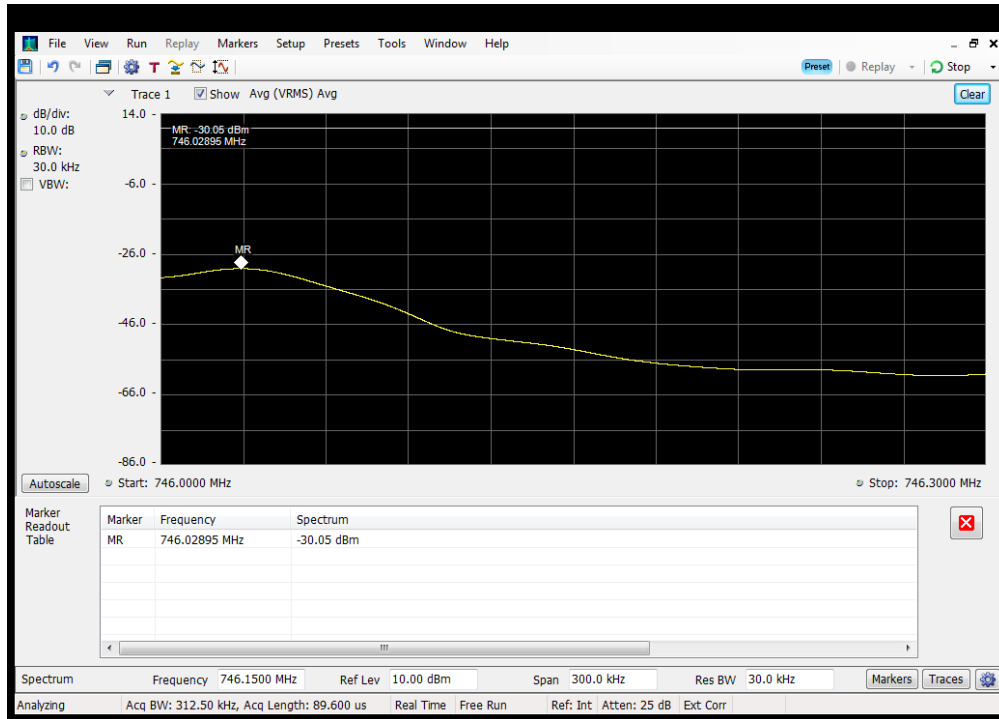 File View Run Replay Markers Setup Presets Tools Window Help
Preset Replay Stop
Trace 1 Show Avg (VRMS) Avg Clear
dB/div:
10.0 dB
RBW:
30.0 kHz
VBW:
14.0
-6.0
-26.0
-46.0
-66.0
-86.0
MR: -30.05 dBm
746.02895 MHz
MR
Autoscale Start: 746.0000 MHz Stop: 746.3000 MHz
Marker
Readout
Table
Marker Frequency Spectrum
MR 746.02895 MHz -30.05 dBm
Spectrum Frequency 746.1500 MHz Ref Lev 10.00 dBm Span 300.0 kHz Res BW 30.0 kHz Markers Traces
Analyzing Acq BW: 312.50 kHz, Acq Length: 89.600 us Real Time Free Run Ref: Int Atten: 25 dB Ext Corr